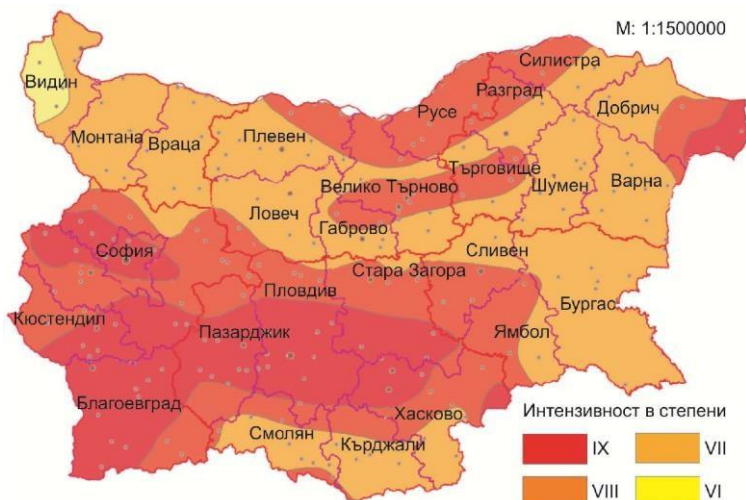 М: 1:1500000
Силистра
Видин
Разград
Русе
Добрич
Монтана
Плевен
Враца
Търговище
Велико Търново
Шумен
Варна
Ловеч
Габрово
София
Сливен
Стара Загора
Пловдив
Бургас
Кюстендил
Пазарджик
Ямбол
Благоевград
Хасково
Интензивност в степени
Смолян
Кърджали
IX
VII
VIII
VI